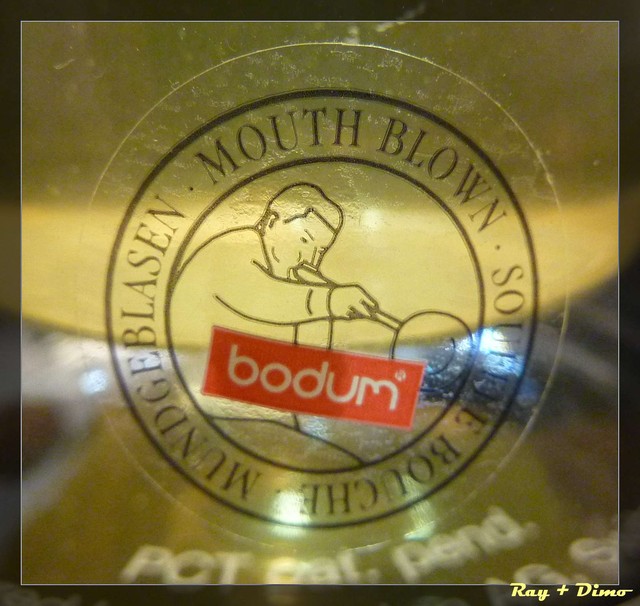 MOUTH BLOWN · SOUFFLE BOUCHE · MUNDGEBLASEN ·
bodum®
PCT pat. pend.
Ray + Dimo